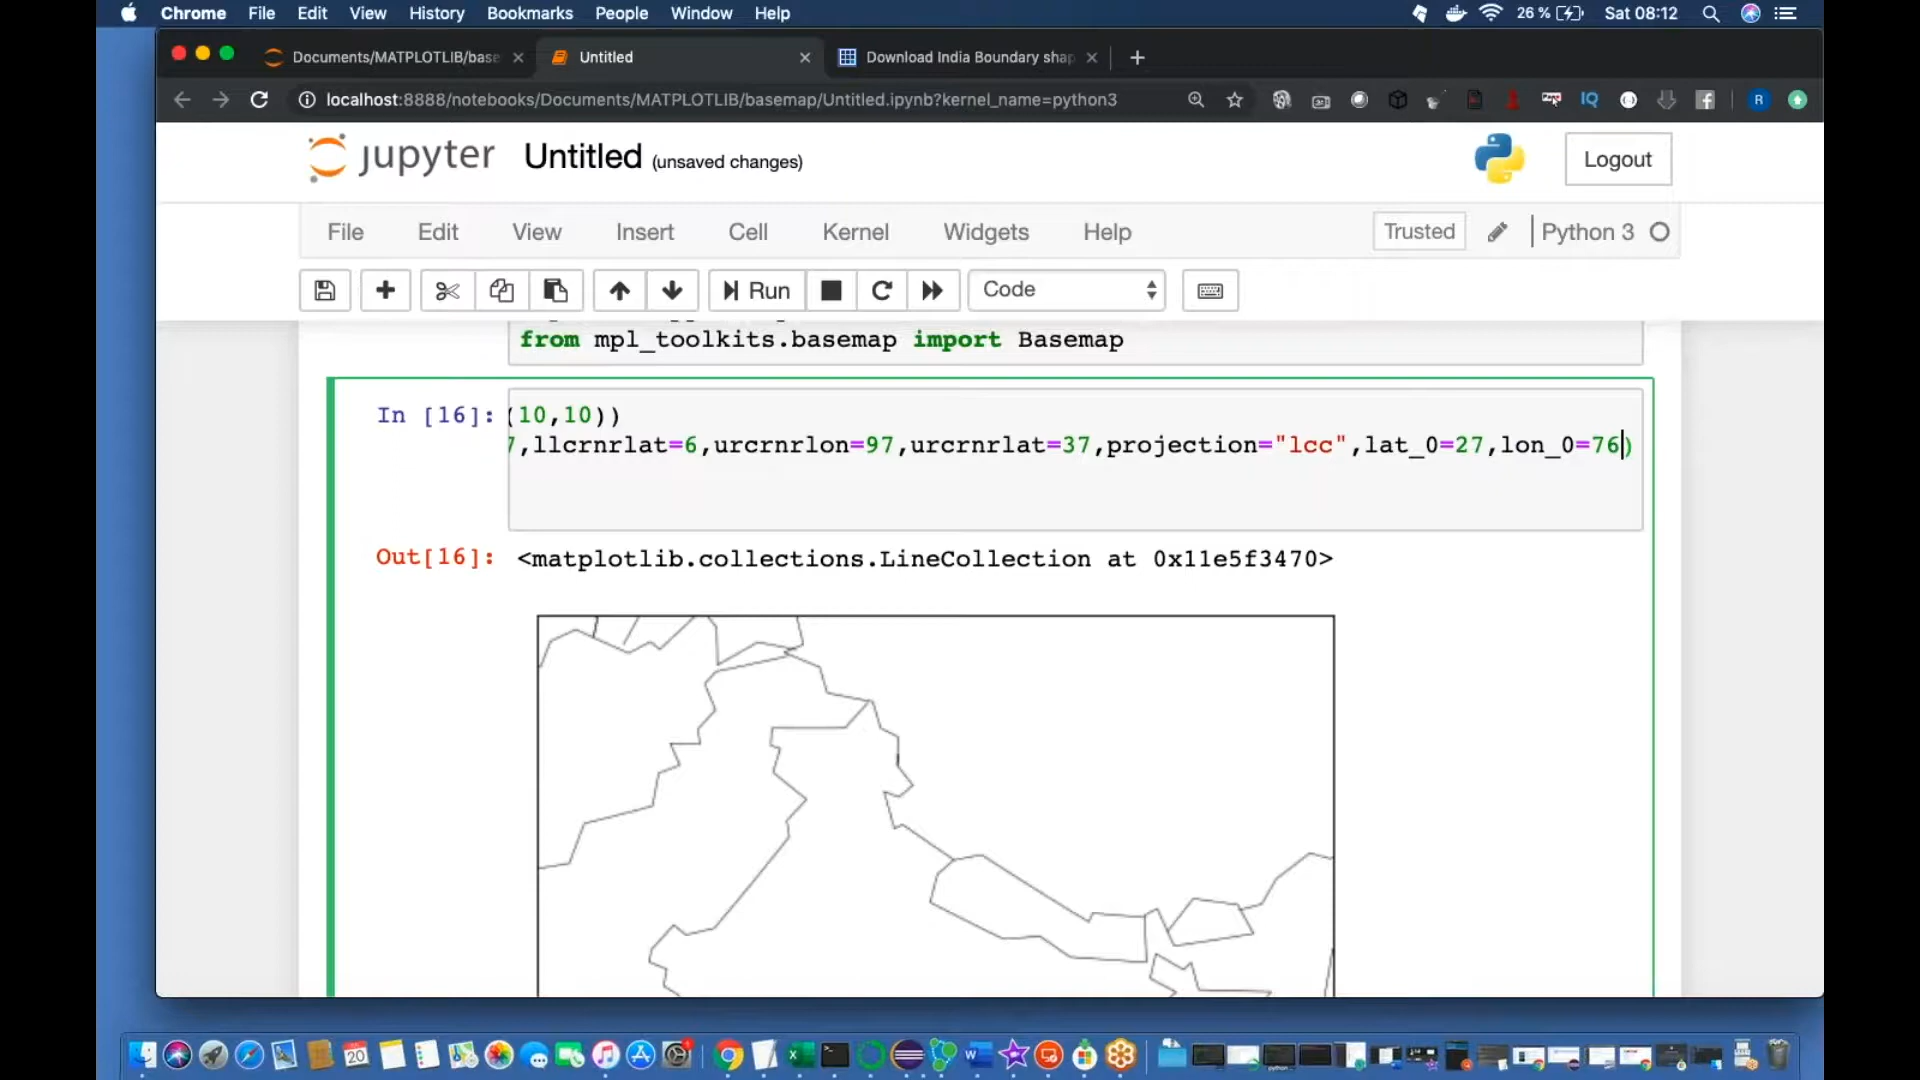 Chrome File Edit View History Bookmarks People Window Help 26 % Sat 08:12
Documents/MATPLOTLIB/base Untitled Download India Boundary shap
localhost:8888/notebooks/Documents/MATPLOTLIB/basemap/Untitled.ipynb?kernel_name=python3 IQ R
jupyter Untitled (unsaved changes) Logout
File Edit View Insert Cell Kernel Widgets Help Trusted Python 3
Run Code
from mpl_toolkits.basemap import Basemap
In [16]: (10,10))
7,llcrnrlat=6,urcrnrlon=97,urcrnrlat=37,projection="lcc",lat_0=27,lon_0=76)
Out[16]: <matplotlib.collections.LineCollection at 0x11e5f3470>
20